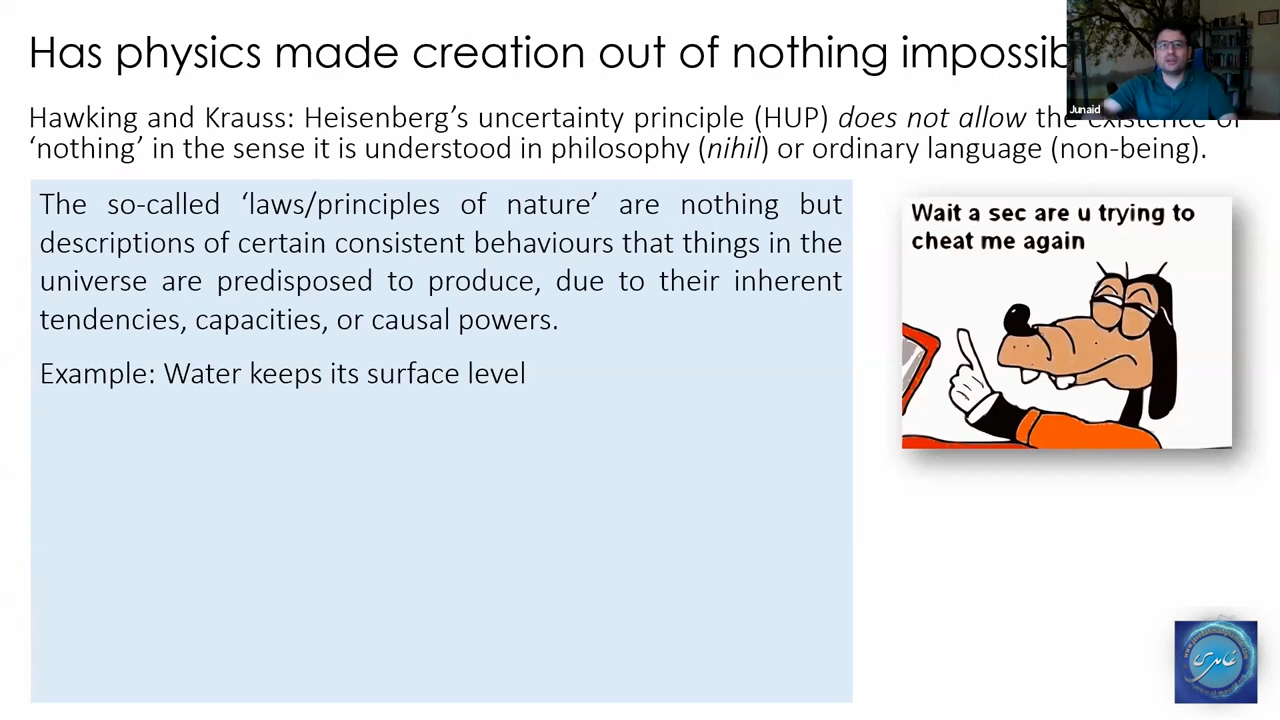 Has physics made creation out of nothing
Junaid
Hawking and Krauss: Heisenberg's uncertainty principle (HUP) does not allow the existence of
'nothing' in the sense it is understood in philosophy (nihil) or ordinary language (non-being).
The so-called 'laws/principles of nature' are nothing but
descriptions of certain consistent behaviours that things in the
universe are predisposed to produce, due to their inherent
tendencies, capacities, or causal powers.
Example: Water keeps its surface level
Wait a sec are u trying to
cheat me again
غامدی